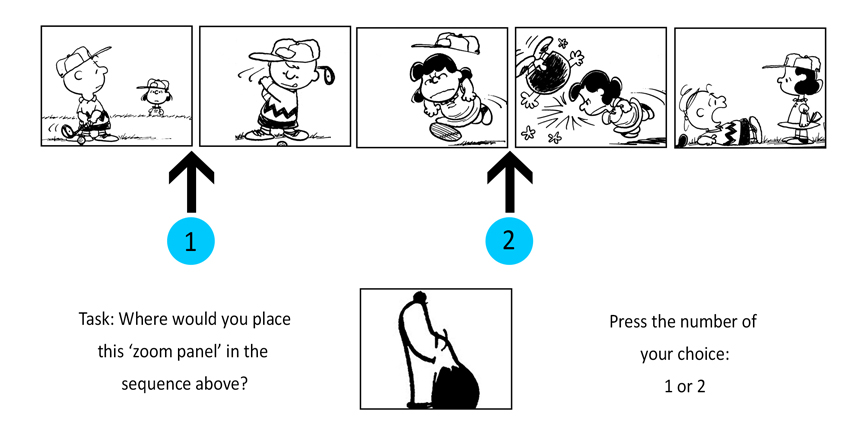 1
2
Task: Where would you place
this ‘zoom panel’ in the
sequence above?
Press the number of
your choice:
1 or 2